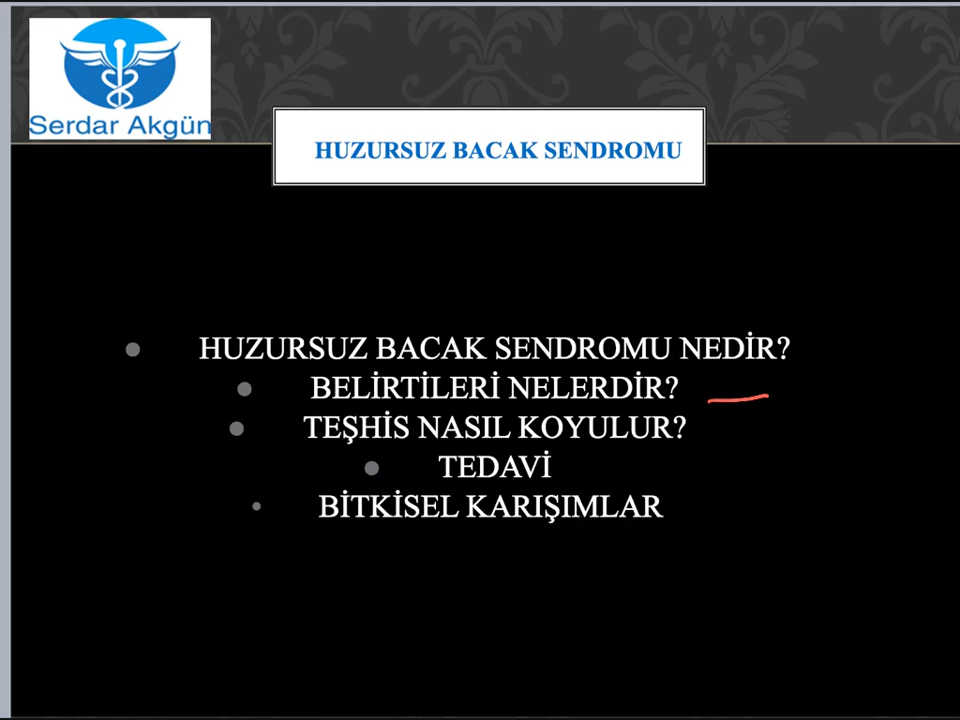 Serdar Akgün
HUZURSUZ BACAK SENDROMU
● HUZURSUZ BACAK SENDROMU NEDİR?
● BELİRTİLERİ NELERDİR?
● TEŞHİS NASIL KOYULUR?
● TEDAVİ
• BİTKİSEL KARIŞIMLAR